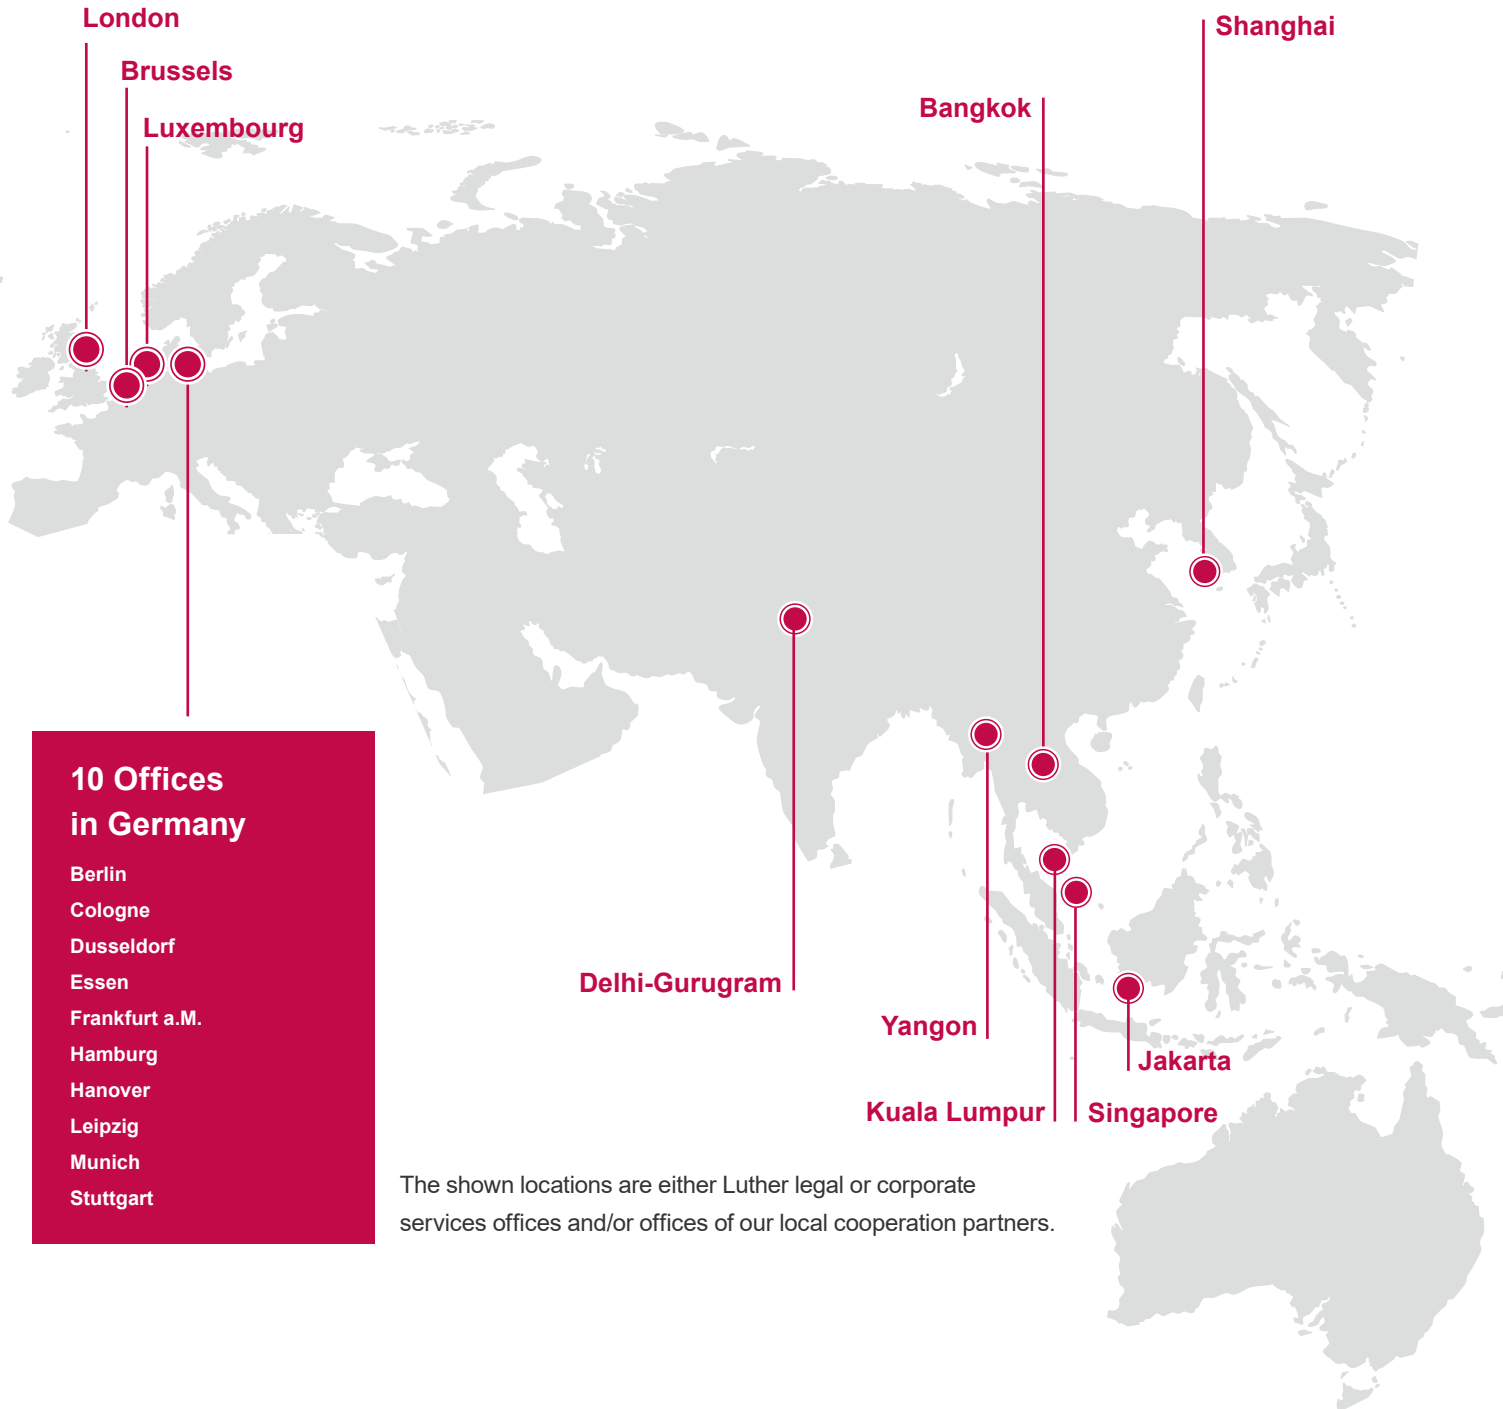 London
Shanghai
Brussels
Bangkok
Luxembourg
10 Offices
in Germany
Berlin
Cologne
Dusseldorf
Essen
Frankfurt a.M.
Hamburg
Hanover
Leipzig
Munich
Stuttgart
Delhi-Gurugram
Yangon
Jakarta
Kuala Lumpur
Singapore
The shown locations are either Luther legal or corporate
services offices and/or offices of our local cooperation partners.